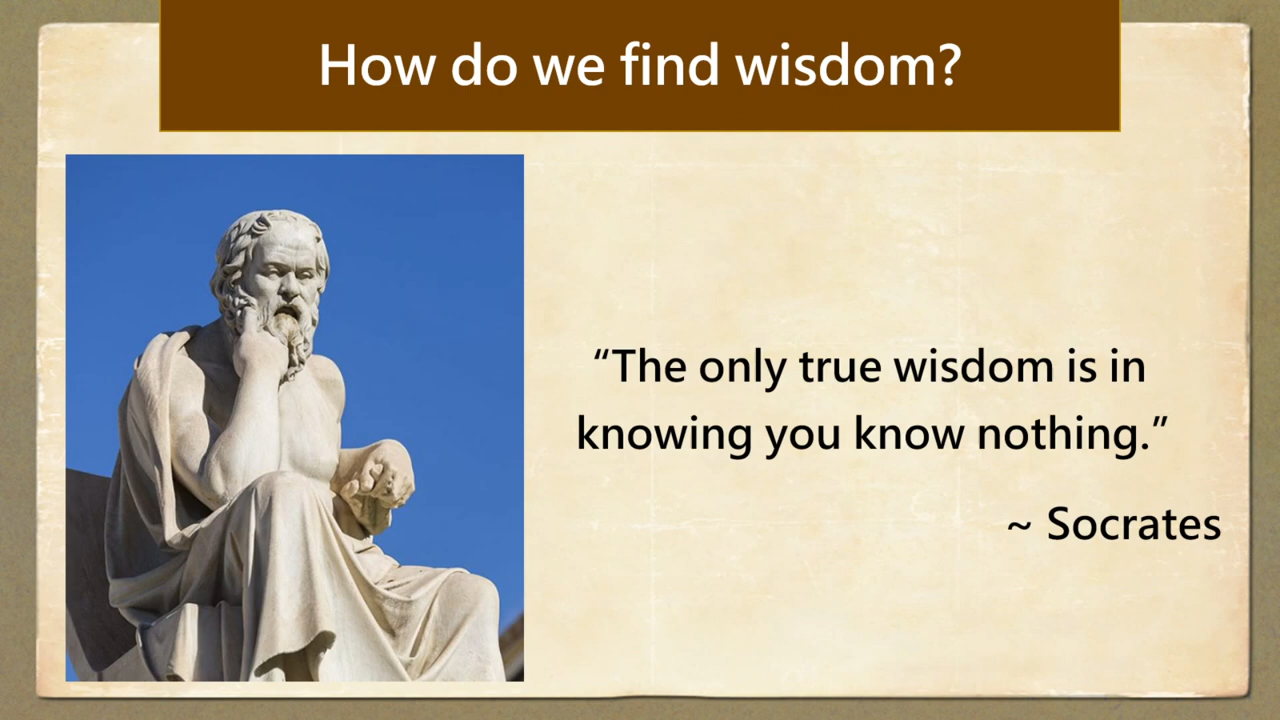 How do we find wisdom?
“The only true wisdom is in
knowing you know nothing.”
~ Socrates